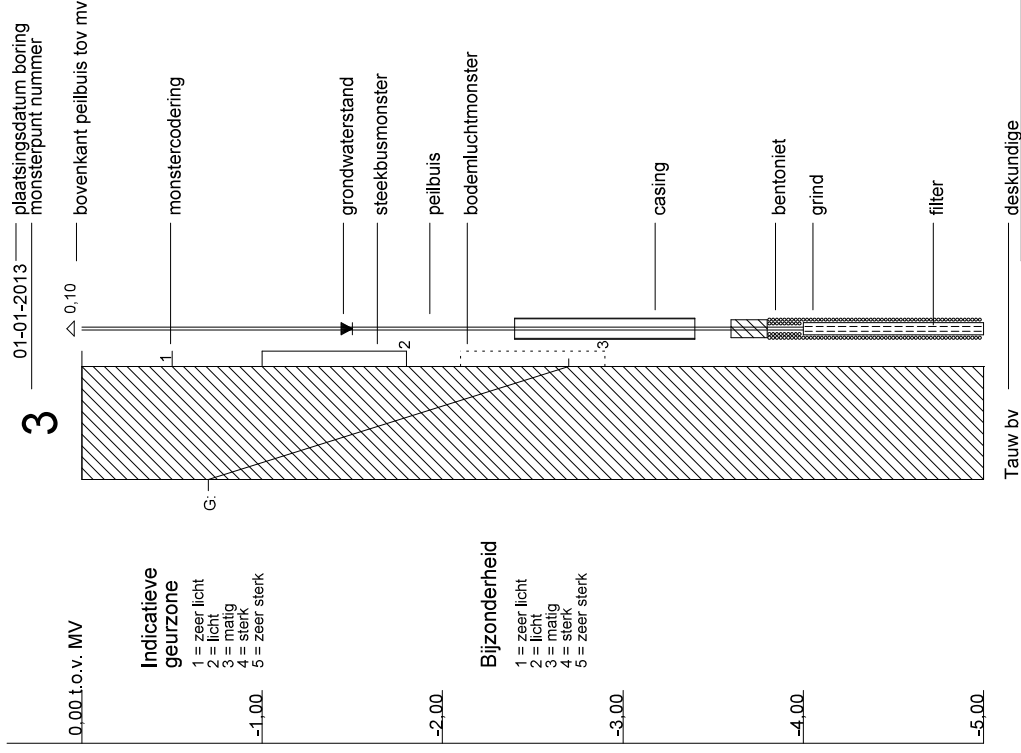 3
01-01-2013
plaatsingsdatum boring
monsterpunt nummer
0,10
bovenkant peilbuis tov mv
0,00 t.o.v. MV
-1,00
-2,00
-3,00
-4,00
-5,00
Indicatieve
geurzone
1 = zeer licht
2 = licht
3 = matig
4 = sterk
5 = zeer sterk
Bijzonderheid
1 = zeer licht
2 = licht
3 = matig
4 = sterk
5 = zeer sterk
G:
1
2
3
monstercodering
grondwaterstand
steekbusmonster
peilbuis
bodemluchtmonster
casing
bentoniet
grind
filter
Tauw bv
deskundige